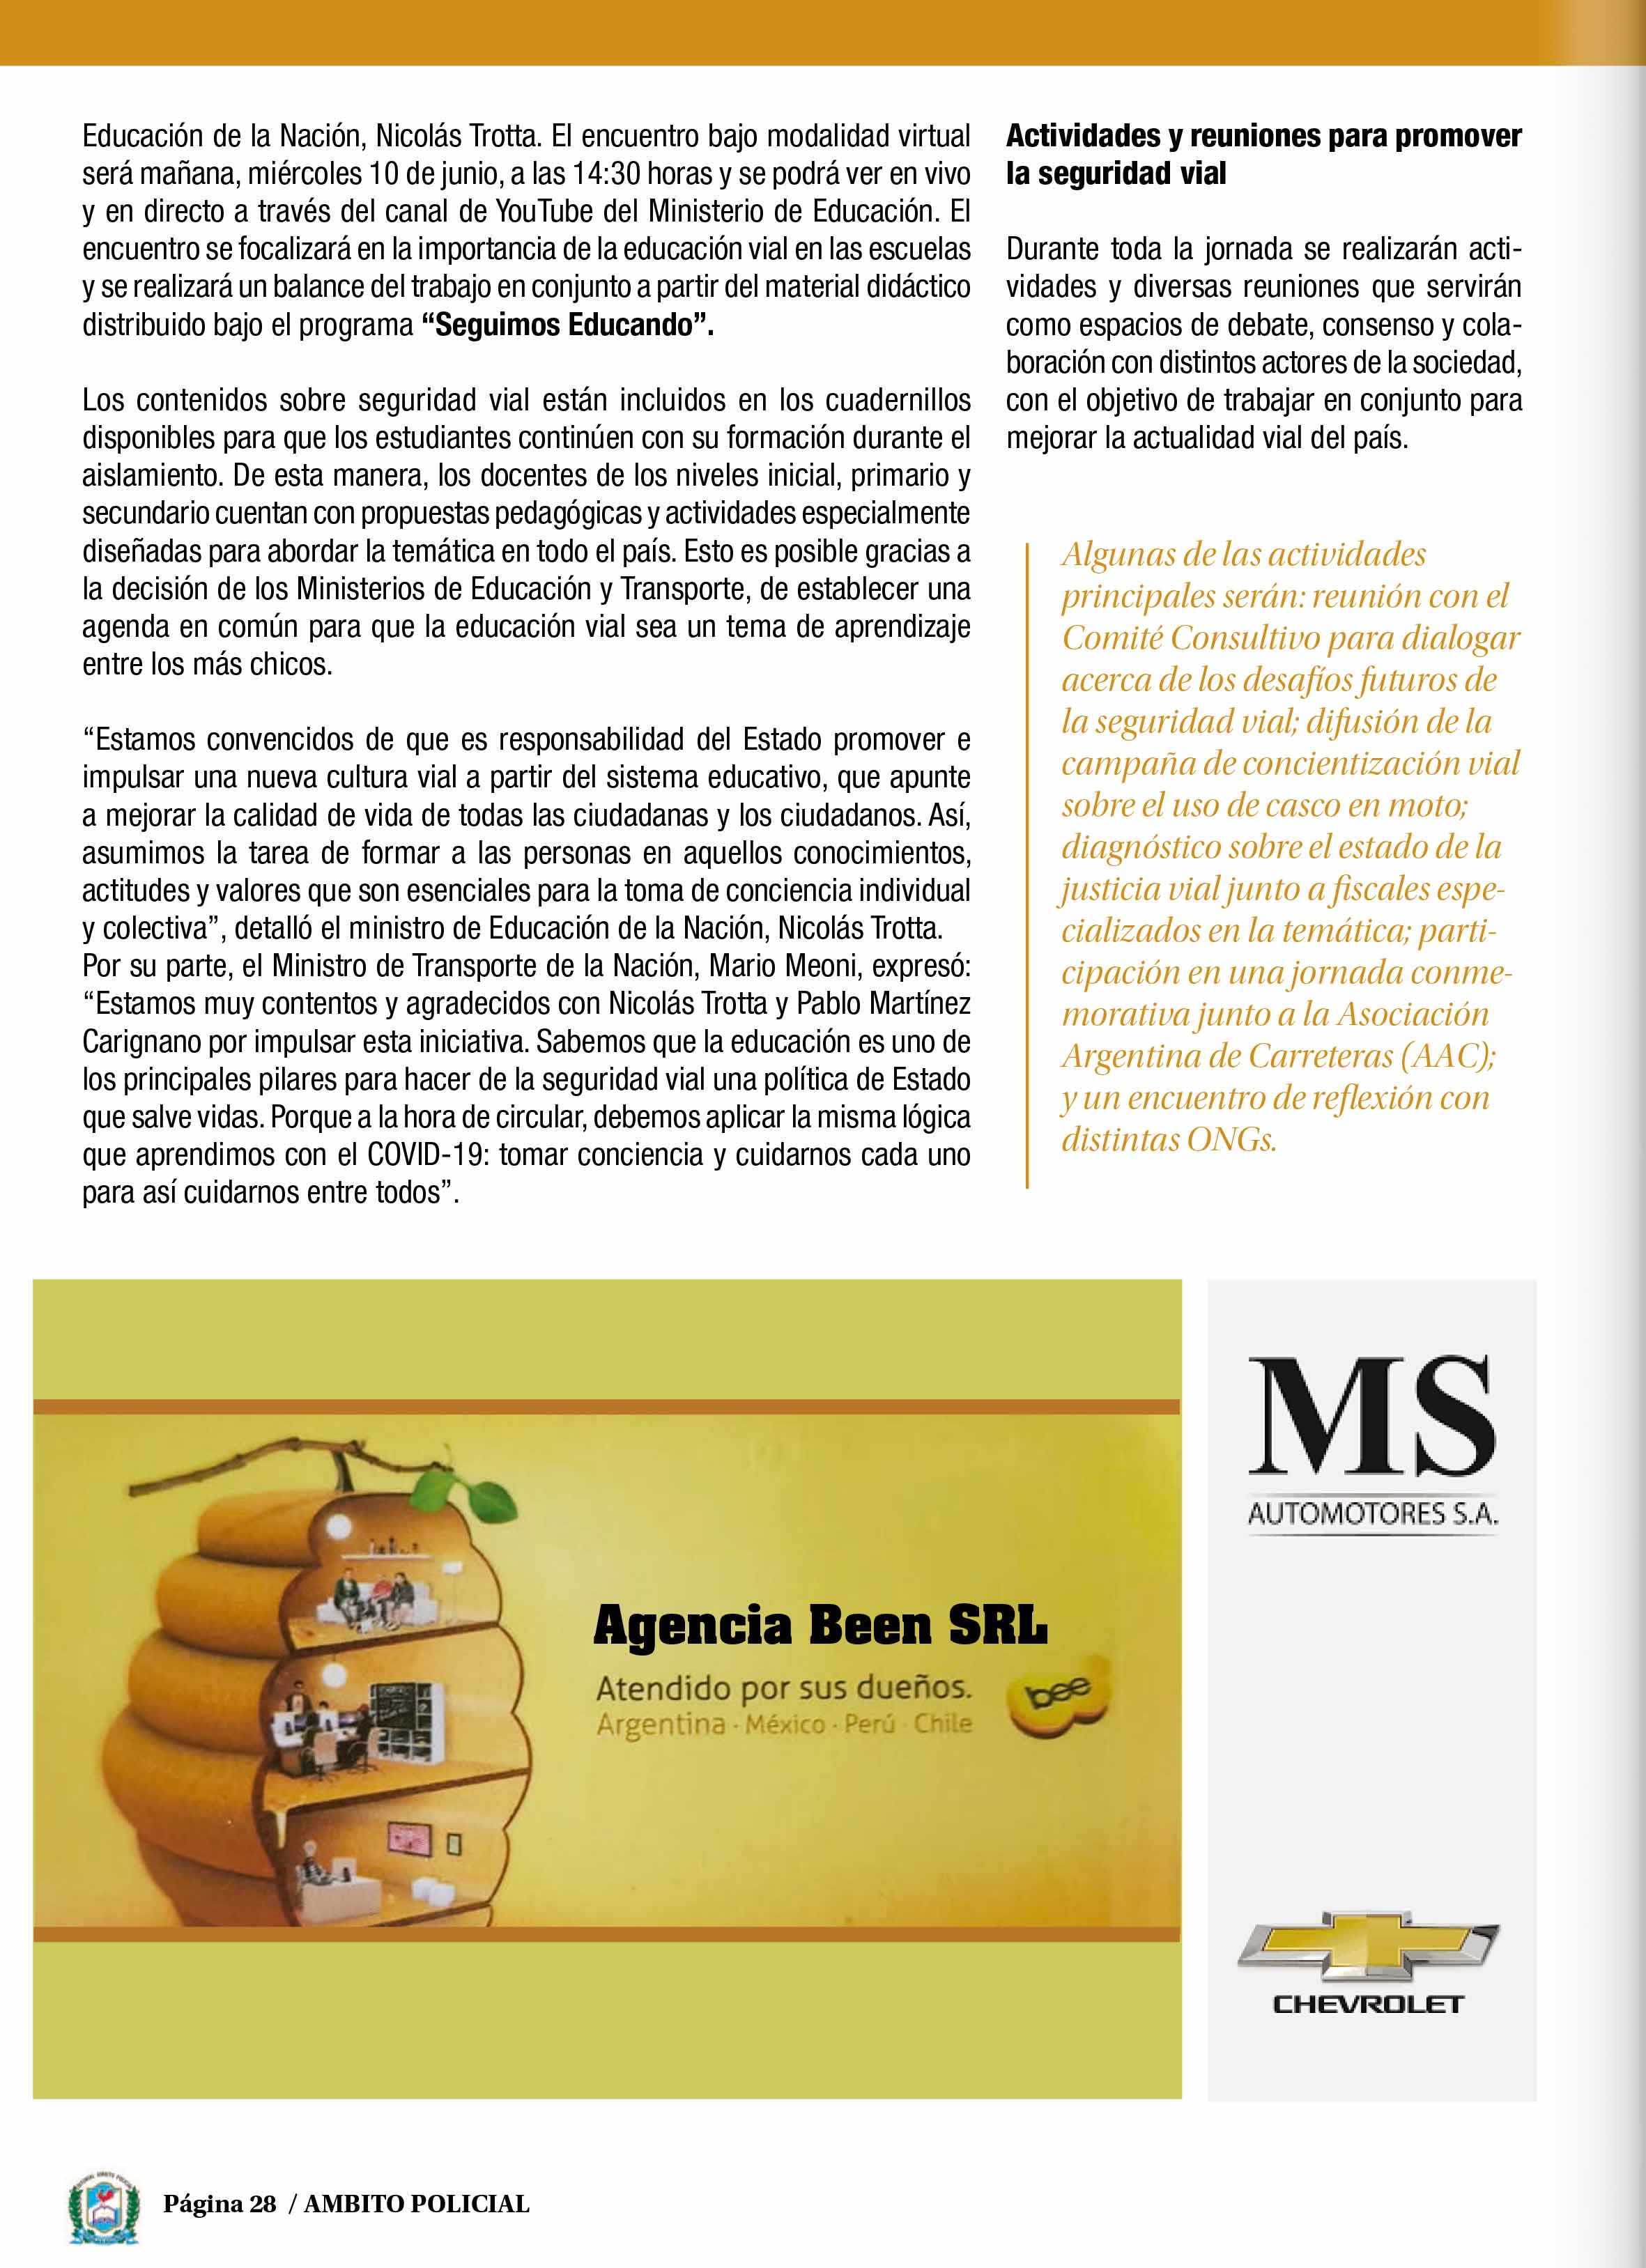 Educación de la Nación, Nicolás Trotta. El encuentro bajo modalidad virtual
será mañana, miércoles 10 de junio, a las 14:30 horas y se podrá ver en vivo
y en directo a través del canal de YouTube del Ministerio de Educación. El
encuentro se focalizará en la importancia de la educación vial en las escuelas
y se realizará un balance del trabajo en conjunto a partir del material didáctico
distribuido bajo el programa “Seguimos Educando”.
Los contenidos sobre seguridad vial están incluidos en los cuadernillos
disponibles para que los estudiantes continúen con su formación durante el
aislamiento. De esta manera, los docentes de los niveles inicial, primario y
secundario cuentan con propuestas pedagógicas y actividades especialmente
diseñadas para abordar la temática en todo el país. Esto es posible gracias a
la decisión de los Ministerios de Educación y Transporte, de establecer una
agenda en común para que la educación vial sea un tema de aprendizaje
entre los más chicos.
“Estamos convencidos de que es responsabilidad del Estado promover e
impulsar una nueva cultura vial a partir del sistema educativo, que apunte
a mejorar la calidad de vida de todas las ciudadanas y los ciudadanos. Así,
asumimos la tarea de formar a las personas en aquellos conocimientos,
actitudes y valores que son esenciales para la toma de conciencia individual
y colectiva”, detalló el ministro de Educación de la Nación, Nicolás Trotta.
Por su parte, el Ministro de Transporte de la Nación, Mario Meoni, expresó:
“Estamos muy contentos y agradecidos con Nicolás Trotta y Pablo Martínez
Carignano por impulsar esta iniciativa. Sabemos que la educación es uno de
los principales pilares para hacer de la seguridad vial una política de Estado
que salve vidas. Porque a la hora de circular, debemos aplicar la misma lógica
que aprendimos con el COVID-19: tomar conciencia y cuidarnos cada uno
para así cuidarnos entre todos”.
Actividades y reuniones para promover
la seguridad vial
Durante toda la jornada se realizarán acti-
vidades y diversas reuniones que servirán
como espacios de debate, consenso y cola-
boración con distintos actores de la sociedad,
con el objetivo de trabajar en conjunto para
mejorar la actualidad vial del país.
Algunas de las actividades
principales serán: reunión con el
Comité Consultivo para dialogar
acerca de los desafíos futuros de
la seguridad vial; difusión de la
campaña de concientización vial
sobre el uso de casco en moto;
diagnóstico sobre el estado de la
justicia vial junto a fiscales espe-
cializados en la temática; parti-
cipación en una jornada conme-
morativa junto a la Asociación
Argentina de Carreteras (AAC);
y un encuentro de reflexión con
distintas ONGs.
Agencia Been SRL
Atendido por sus dueños.
Argentina · México · Perú · Chile
bee
MS
AUTOMOTORES S.A.
CHEVROLET
Página 28 / AMBITO POLICIAL